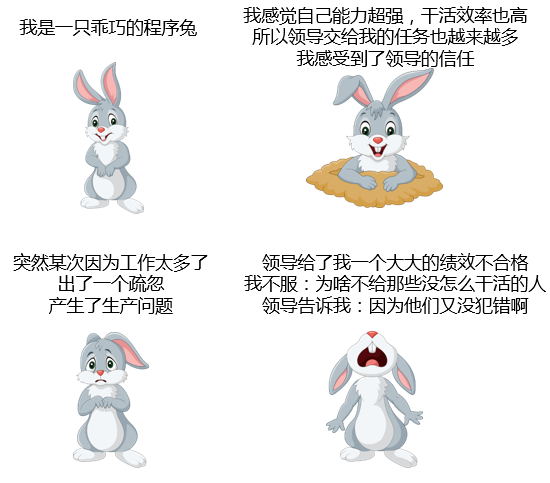 我是一只乖巧的程序兔
我感觉自己能力超强，干活效率也高
所以领导交给我的任务也越来越多
我感受到了领导的信任
突然某次因为工作太多了
出了一个疏忽
产生了生产问题
领导给了我一个大大的绩效不合格
我不服：为啥不给那些没怎么干活的人
领导告诉我：因为他们又没犯错啊